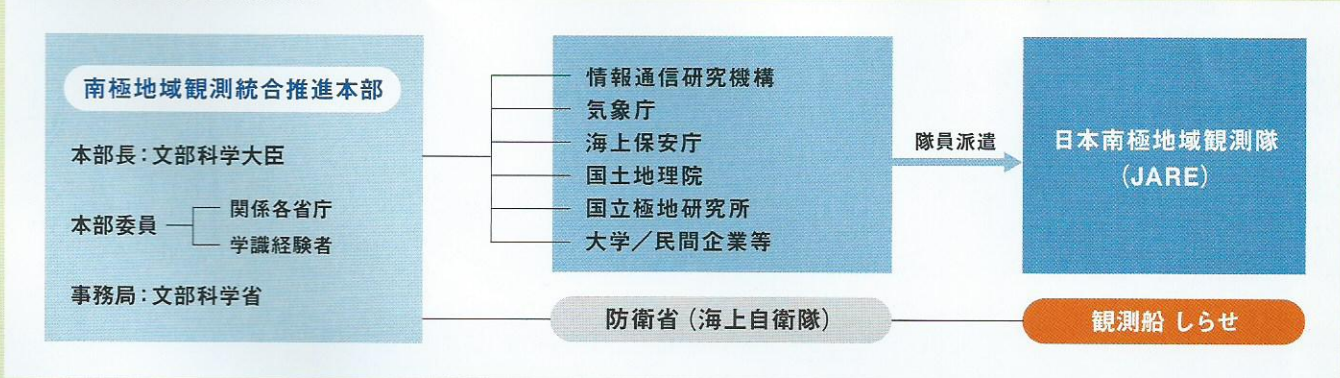 南極地域観測統合推進本部
本部長：文部科学大臣
本部委員
関係各省庁
学識経験者
事務局：文部科学省
情報通信研究機構
気象庁
海上保安庁
国土地理院
国立極地研究所
大学／民間企業等
防衛省（海上自衛隊）
隊員派遣
日本南極地域観測隊
（JARE）
観測船 しらせ